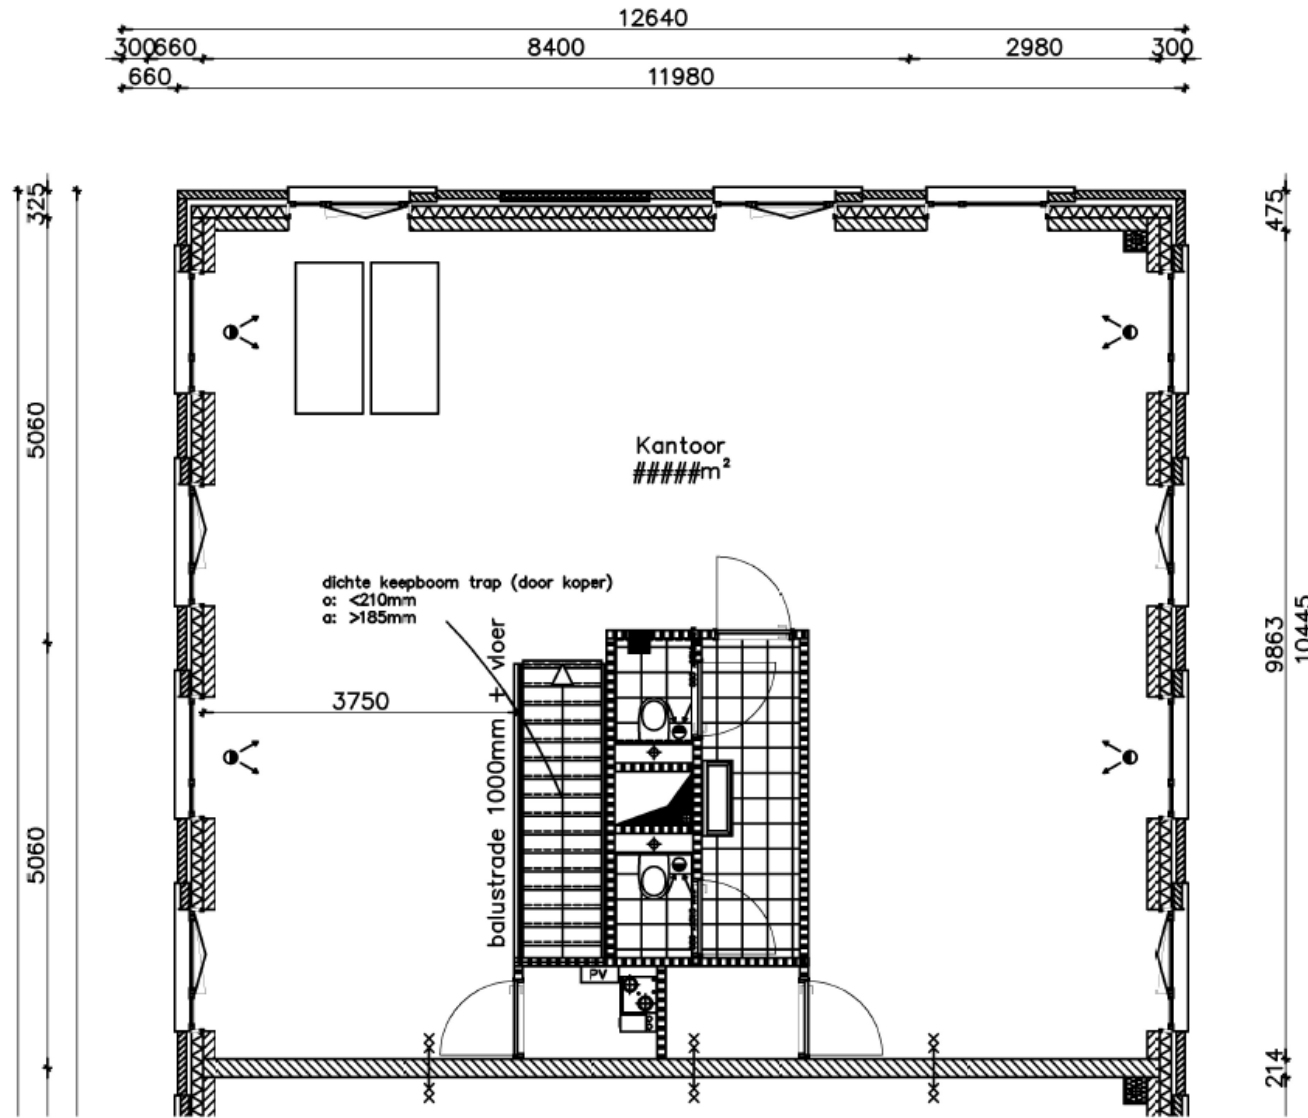 12640
300
660
8400
2980
300
660
11980
325
475
5060
Kantoor
#####m²
dichte keepboom trap (door koper)
o: <210mm
a: >185mm
balustrade 1000mm + vloer
3750
9863
10445
5060
PV
214